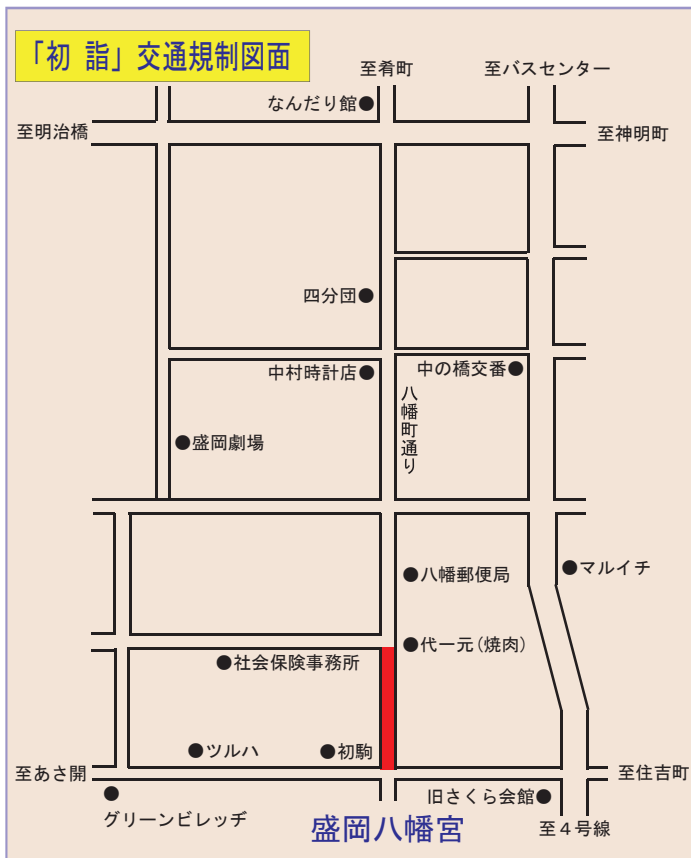 「初 詣」交通規制図面
至肴町
至バスセンター
なんだり館●
至明治橋
至神明町
四分団●
中村時計店●
中の橋交番●
八幡町通り
●盛岡劇場
●八幡郵便局
●マルイチ
●代一元(焼肉)
●社会保険事務所
●ツルハ
●初駒
至あさ開
至住吉町
旧さくら会館●
グリーンビレッヂ
盛岡八幡宮
至４号線